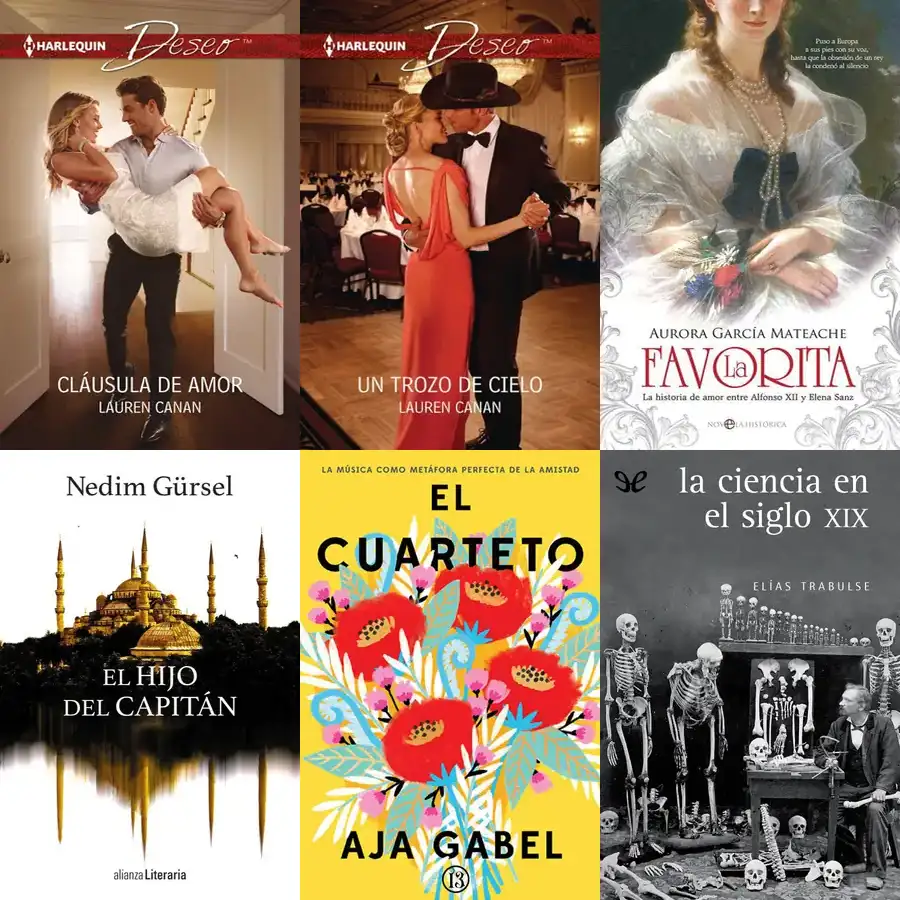 HARLEQUIN Deseo™
CLÁUSULA DE AMOR
LAUREN CANAN
HARLEQUIN Deseo™
UN TROZO DE CIELO
LAUREN CANAN
Puso a Europa
a sus pies con su voz,
hasta que la obsesión de un rey
la condenó al silencio
AURORA GARCÍA MATEACHE
LA FAVORITA
La historia de amor entre Alfonso XII y Elena Sanz
NOVELA HISTÓRICA
Nedim Gürsel
EL HIJO
DEL CAPITÁN
alianza Literaria
LA MÚSICA COMO METÁFORA PERFECTA DE LA AMISTAD
EL
CUARTETO
AJA GABEL
13
la ciencia en
el siglo XIX
ELÍAS TRABULSE